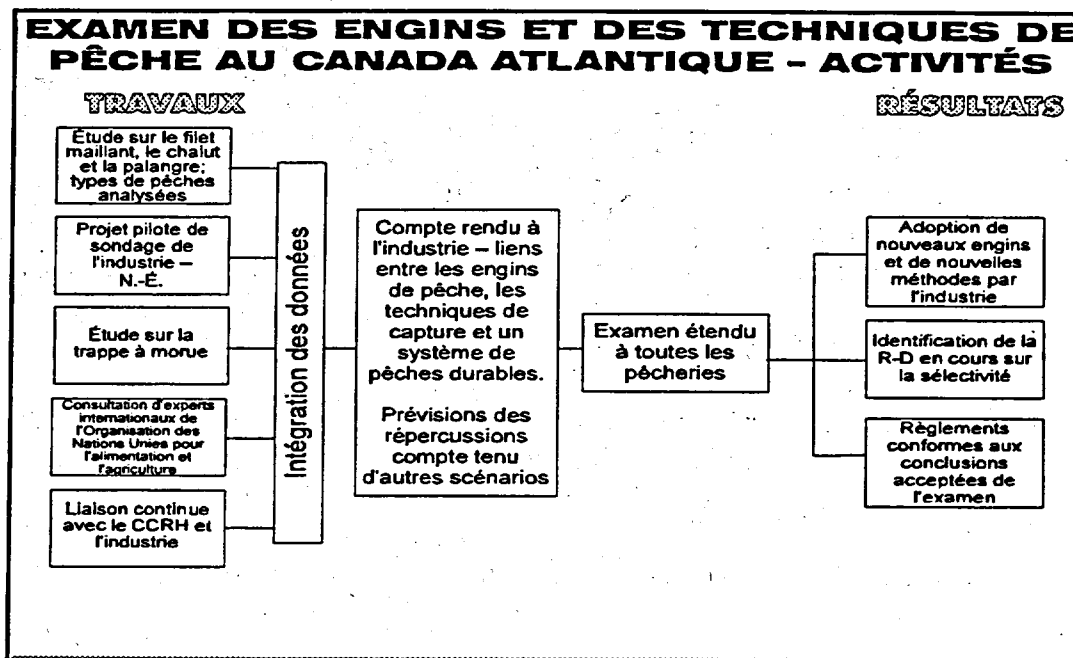 EXAMEN DES ENGINS ET DES TECHNIQUES DE
PÊCHE AU CANADA ATLANTIQUE – ACTIVITÉS
TRAVAUX
Étude sur le filet
maillant, le chalut
et la palangre;
types de pêches
analysées
Projet pilote de
sondage de
l'industrie –
N.-É.
Étude sur la
trappe à morue
Consultation d'experts
internationaux de
l'Organisation des
Nations Unies pour
l'alimentation et
l'agriculture
Liaison continue
avec le CCRH et
l'industrie
Intégration des données
Compte rendu à
l'industrie – liens
entre les engins
de pêche, les
techniques de
capture et un
système de
pêches durables.
Prévisions des
répercussions
compte tenu
d'autres scénarios
Examen étendu
à toutes les
pêcheries
RÉSULTATS
Adoption de
nouveaux engins
et de nouvelles
méthodes par
l'industrie
Identification de la
R-D en cours sur
la sélectivité
Règlements
conformes aux
conclusions
acceptées de
l'examen